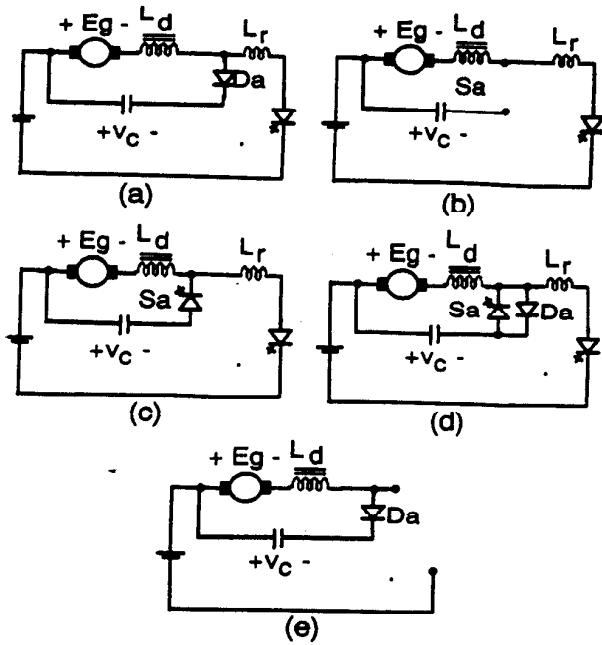 + Eg - Ld
Lr
Da
+vc -
(a)
+ Eg - Ld
Lr
Sa
+vc -
(b)
+ Eg - Ld
Lr
Sa
+vc -
(c)
+ Eg - Ld
Lr
Sa
Da
+vc -
(d)
+ Eg - Ld
Da
+vc -
(e)